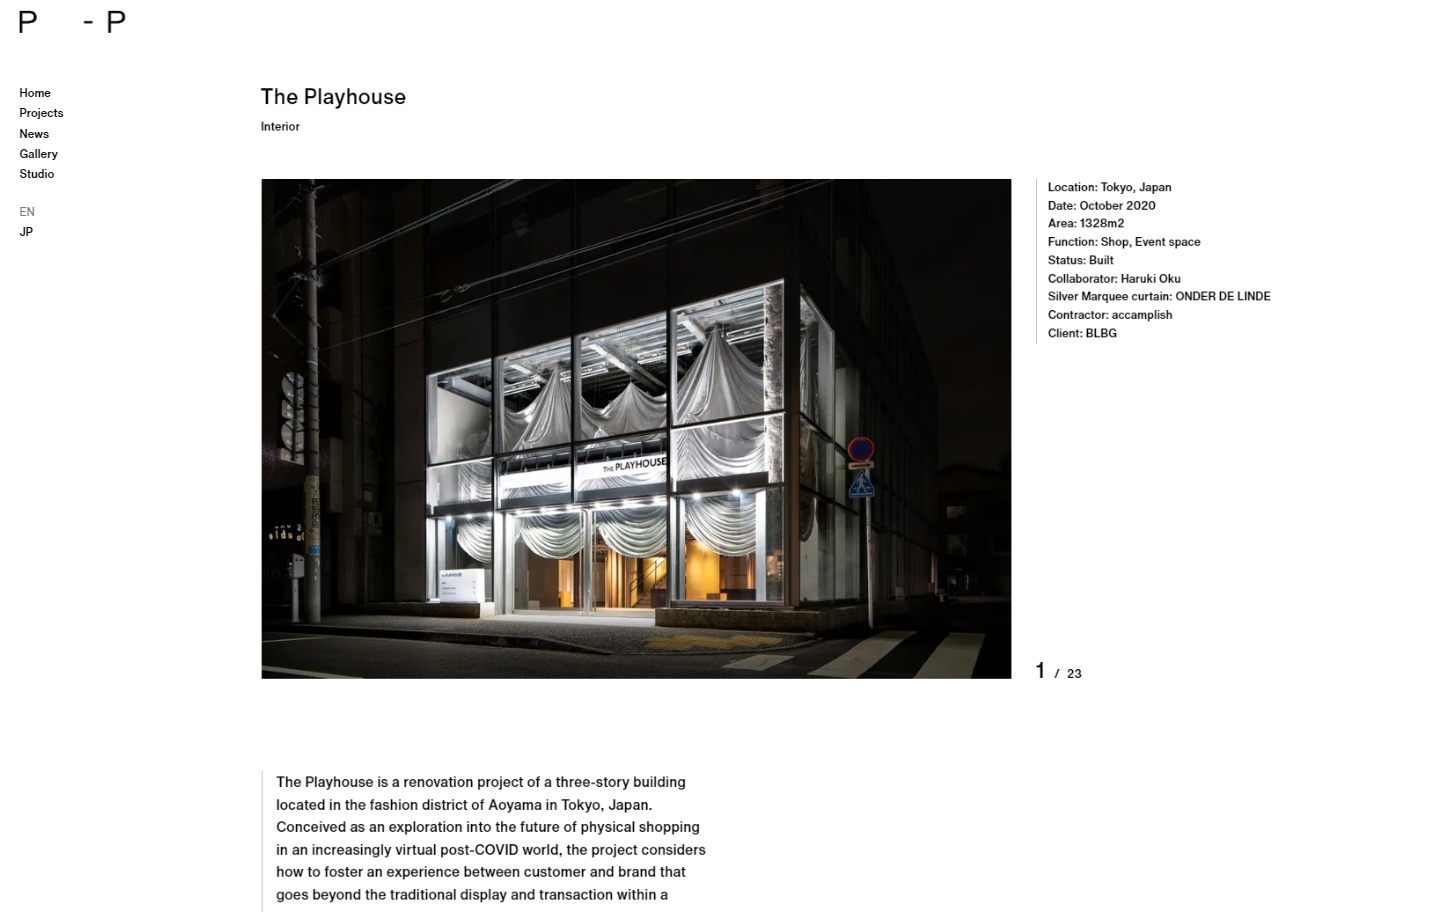 P - P
Home
Projects
News
Gallery
Studio
EN
JP
The Playhouse
Interior
THE PLAYHOUSE
Location: Tokyo, Japan
Date: October 2020
Area: 1328m2
Function: Shop, Event space
Status: Built
Collaborator: Haruki Oku
Silver Marquee curtain: ONDER DE LINDE
Contractor: accamplish
Client: BLBG
1 / 23
The Playhouse is a renovation project of a three-story building
located in the fashion district of Aoyama in Tokyo, Japan.
Conceived as an exploration into the future of physical shopping
in an increasingly virtual post-COVID world, the project considers
how to foster an experience between customer and brand that
goes beyond the traditional display and transaction within a